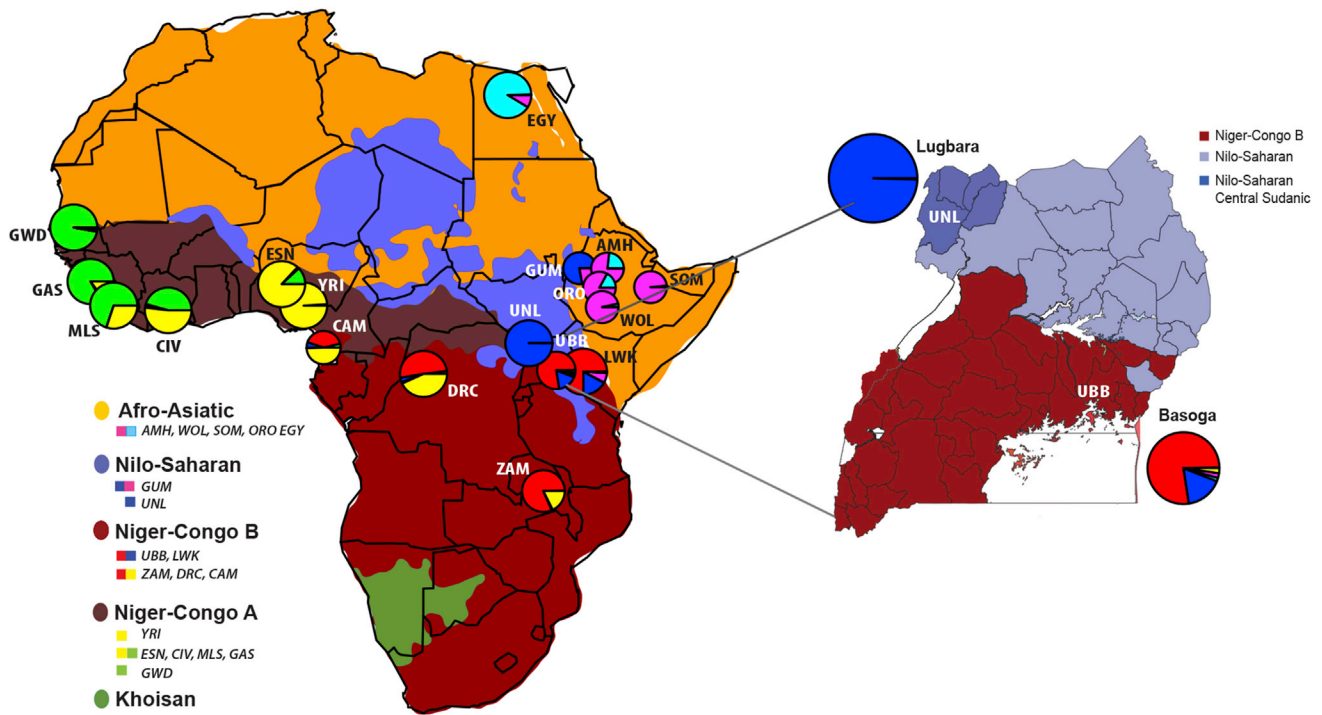 EGY
GWD
GAS
MLS
CIV
ESN
YRI
CAM
DRC
GUM
AMH
ORO
SOM
WOL
UNL
UBB
LWK
ZAM
Afro-Asiatic
AMH, WOL, SOM, ORO EGY
Nilo-Saharan
GUM
UNL
Niger-Congo B
UBB, LWK
ZAM, DRC, CAM
Niger-Congo A
YRI
ESN, CIV, MLS, GAS
GWD
Khoisan
Lugbara
UNL
UBB
Basoga
Niger-Congo B
Nilo-Saharan
Nilo-Saharan
Central Sudanic